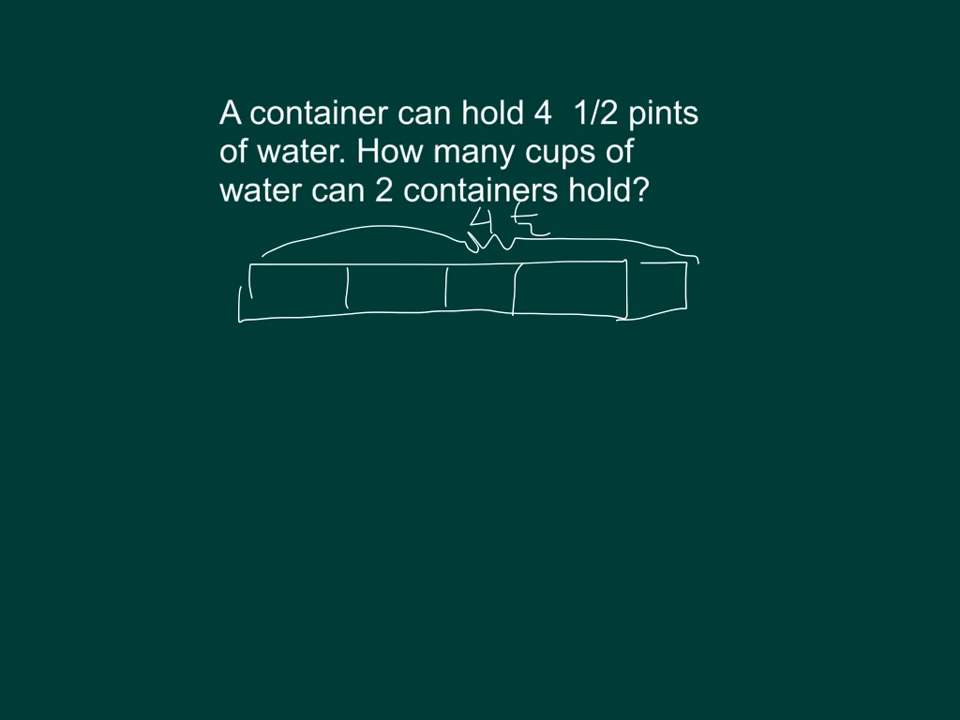 A container can hold 4 1/2 pints
of water. How many cups of
water can 2 containers hold?
4 1/2